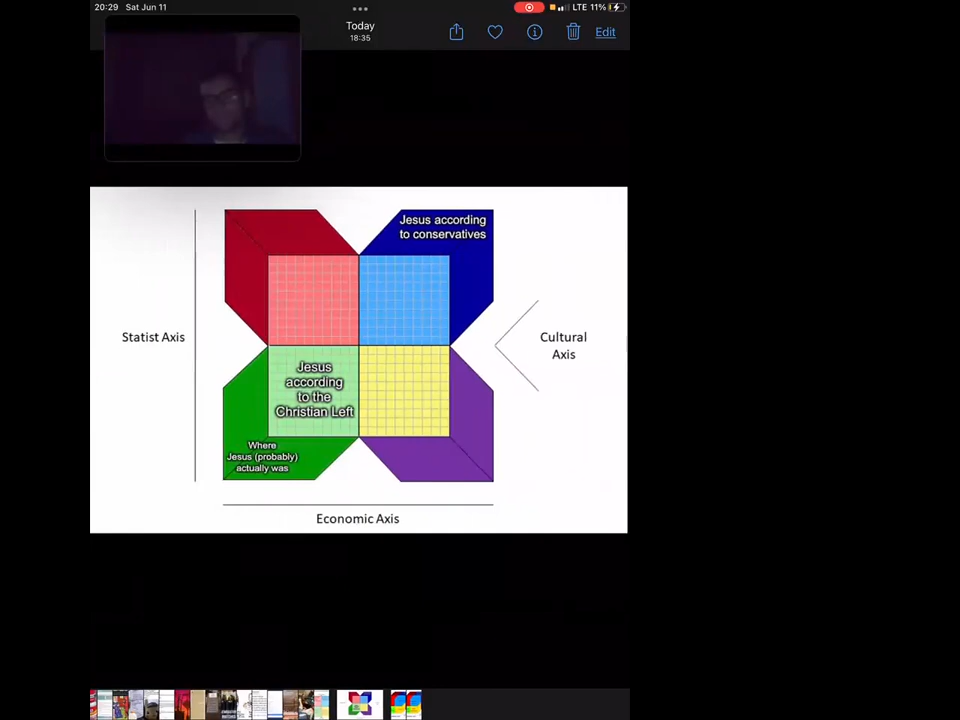 20:29 Sat Jun 11
LTE 11%
Today
18:35
Edit
Jesus according
to conservatives
Statist Axis
Cultural
Axis
Jesus
according
to the
Christian Left
Where
Jesus (probably)
actually was
Economic Axis